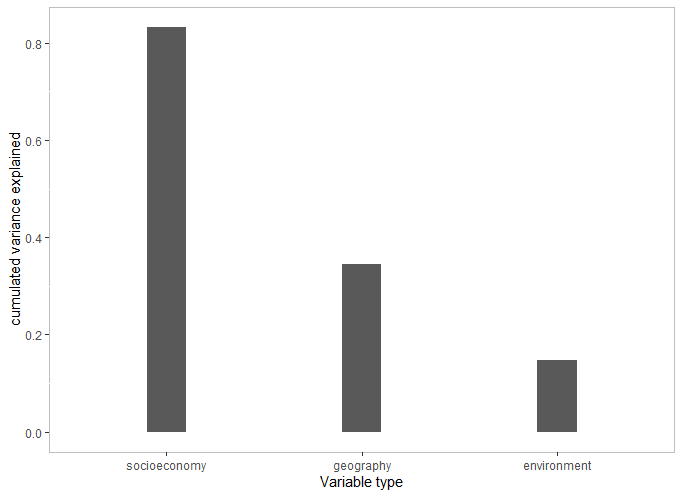 cumulated variance explained
0.8
0.6
0.4
0.2
0.0
socioeconomy geography environment
Variable type